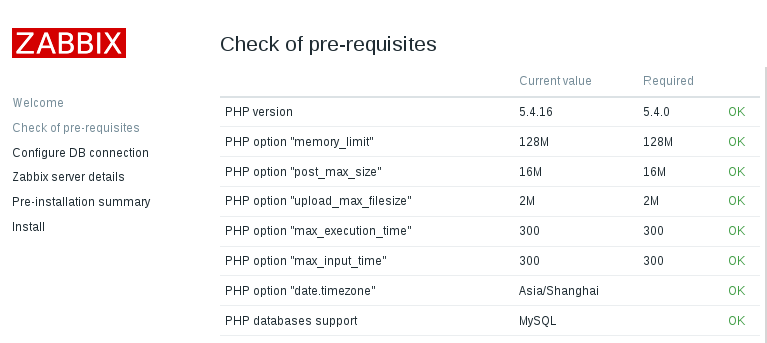 ZABBIX
Welcome
Check of pre-requisites
Configure DB connection
Zabbix server details
Pre-installation summary
Install
Check of pre-requisites
Current value Required
PHP version 5.4.16 5.4.0 OK
PHP option "memory_limit" 128M 128M OK
PHP option "post_max_size" 16M 16M OK
PHP option "upload_max_filesize" 2M 2M OK
PHP option "max_execution_time" 300 300 OK
PHP option "max_input_time" 300 300 OK
PHP option "date.timezone" Asia/Shanghai OK
PHP databases support MySQL OK